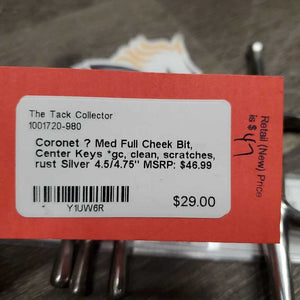 The Tack Collector
1001720-980
Coronet ? Med Full Cheek Bit,
Center Keys *gc, clean, scratches,
rust Silver 4.5/4.75" MSRP: $46.99
Y1UW6R
$29.00
Retail (New) Price
is $47